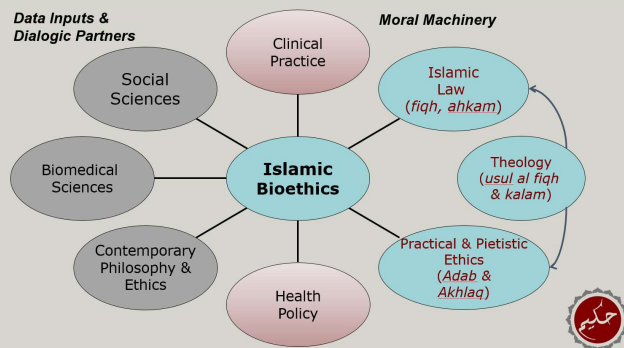 Data Inputs &
Dialogic Partners
Moral Machinery
Clinical
Practice
Social
Sciences
Islamic
Law
(fiqh, ahkam)
Biomedical
Sciences
Islamic
Bioethics
Theology
(usul al fiqh
& kalam)
Contemporary
Philosophy &
Ethics
Practical & Pietistic
Ethics
(Adab &
Akhlaq)
Health
Policy
حكيم